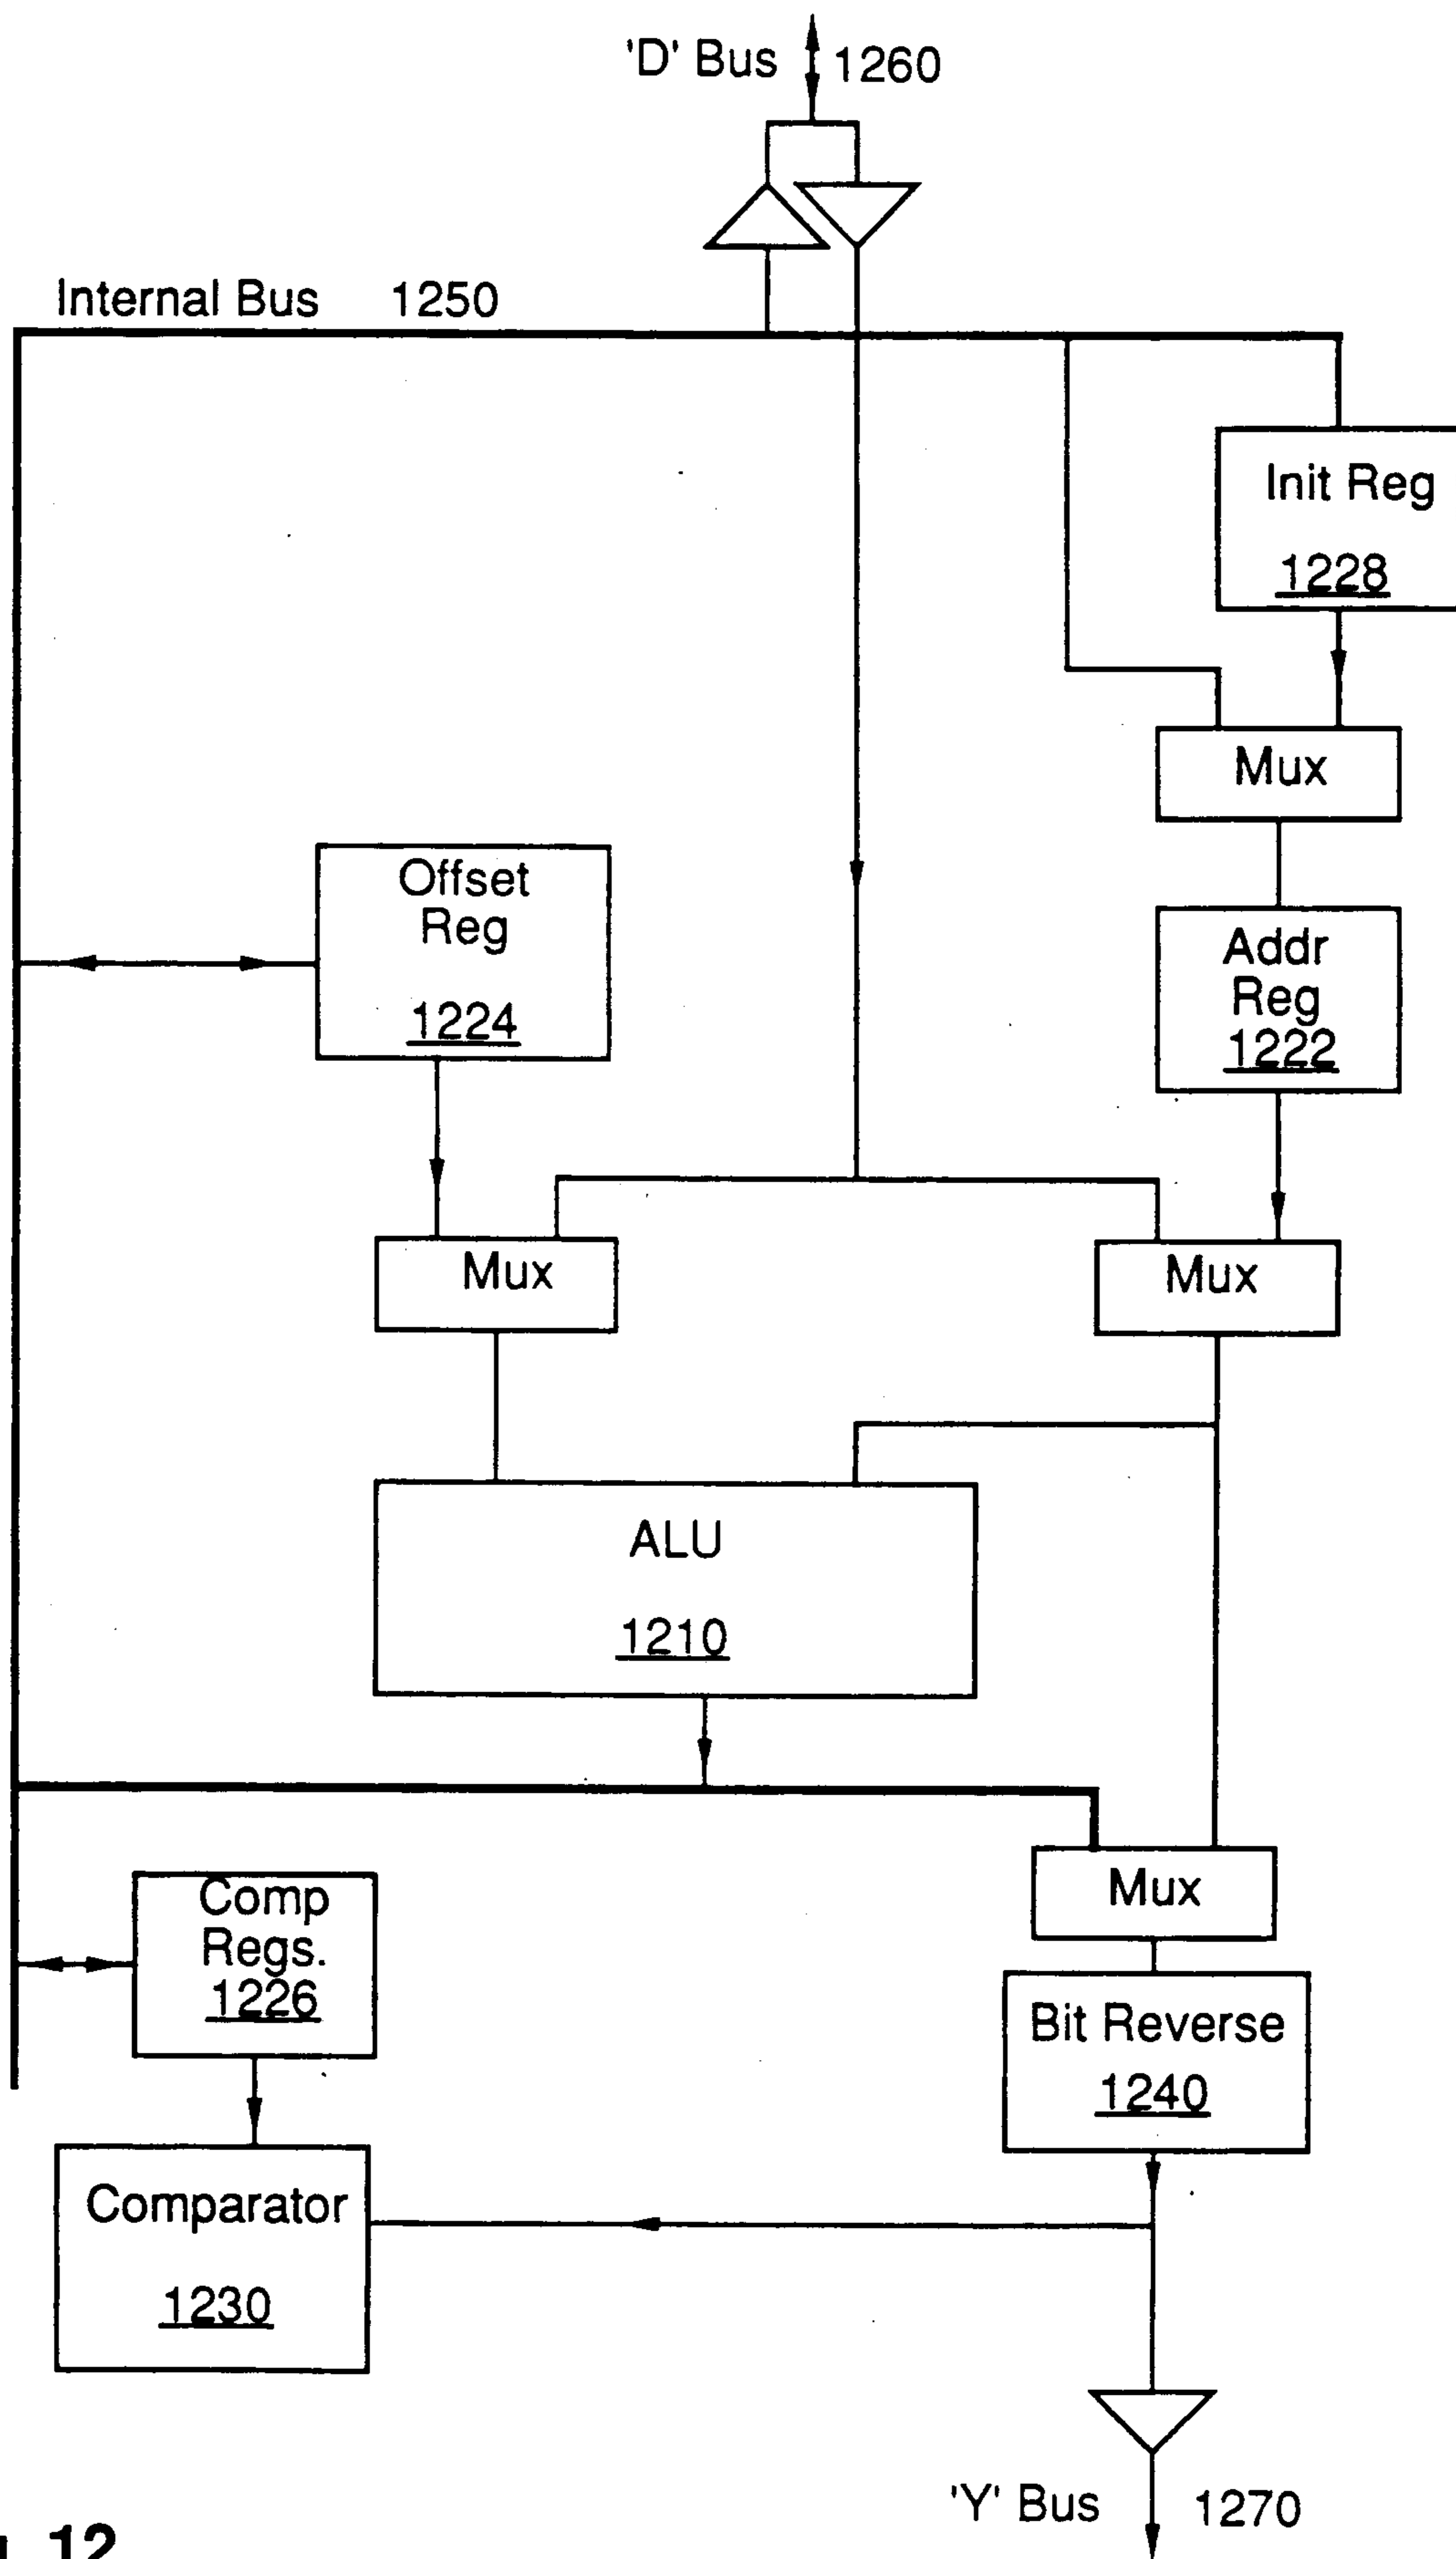 'D' Bus 1260
Internal Bus 1250
Init Reg
1228
Mux
Offset
Reg
1224
Addr
Reg
1222
Mux
Mux
ALU
1210
Mux
Comp
Regs.
1226
Bit Reverse
1240
Comparator
1230
'Y' Bus 1270
12